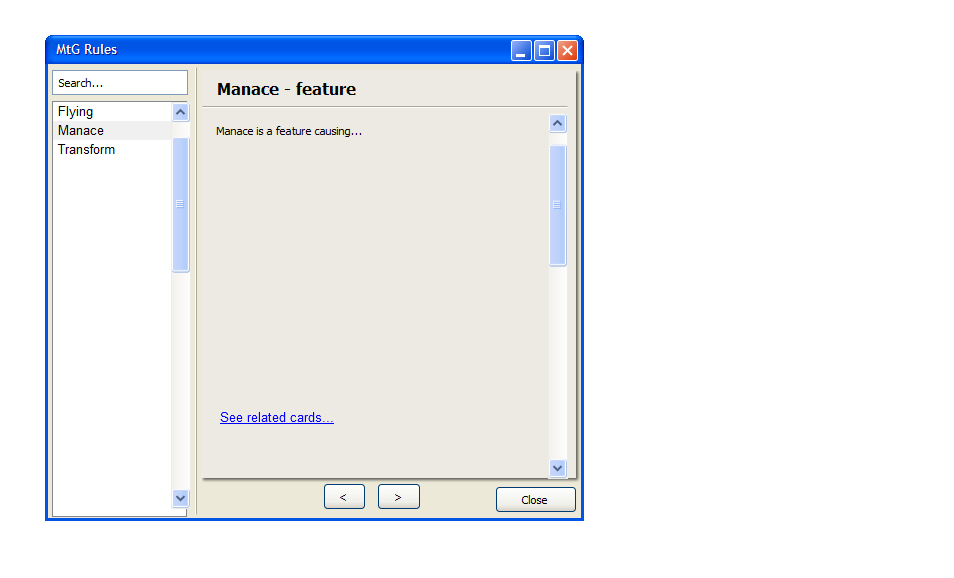 MtG Rules
Search...
Flying
Manace
Transform
Manace - feature
Manace is a feature causing...
See related cards...
<
>
Close